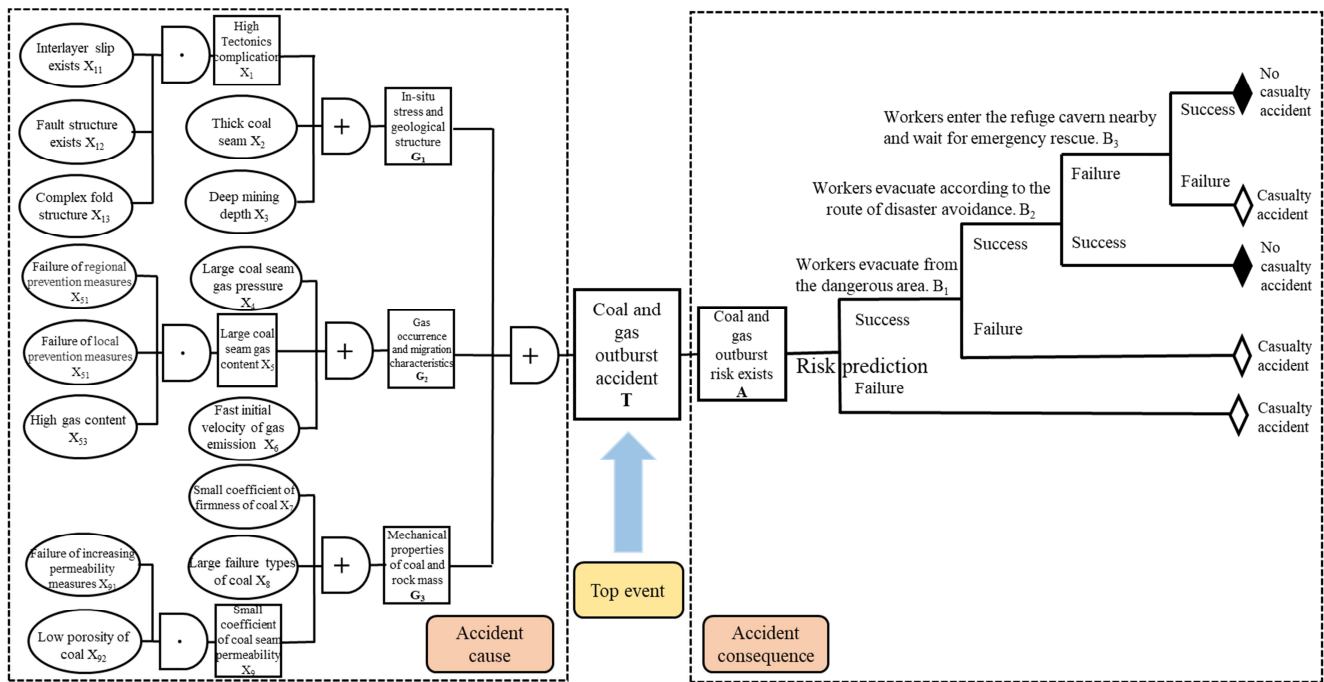 Interlayer slip
exists X11
Fault structure
exists X12
Complex fold
structure X13
·
High
Tectonics
complication
X1
Thick coal
seam X2
Deep mining
depth X3
+
In-situ
stress and
geological
structure
G1
Failure of regional
prevention measures
X51
Failure of local
prevention measures
X51
High gas content
X53
·
Large coal seam
gas pressure
X4
Large coal
seam gas
content X5
Fast initial
velocity of gas
emission X6
+
Gas
occurrence
and migration
characteristics
G2
Small coefficient of
firmness of coal X7
Large failure types
of coal X8
Failure of increasing
permeability
measures X91
Low porosity of
coal X92
·
Small
coefficient
of coal seam
permeability
X9
+
Mechanical
properties
of coal and
rock mass
G3
+
Accident
cause
Coal and
gas
outburst
accident
T
Top event
Coal and
gas
outburst
risk exists
A
Risk prediction
Success
Failure
Workers evacuate from
the dangerous area. B1
Success
Failure
Workers evacuate according to the
route of disaster avoidance. B2
Failure
Success
Workers enter the refuge cavern nearby
and wait for emergency rescue. B3
Success
Failure
No
casualty
accident
Casualty
accident
No
casualty
accident
Casualty
accident
Casualty
accident
Accident
consequence